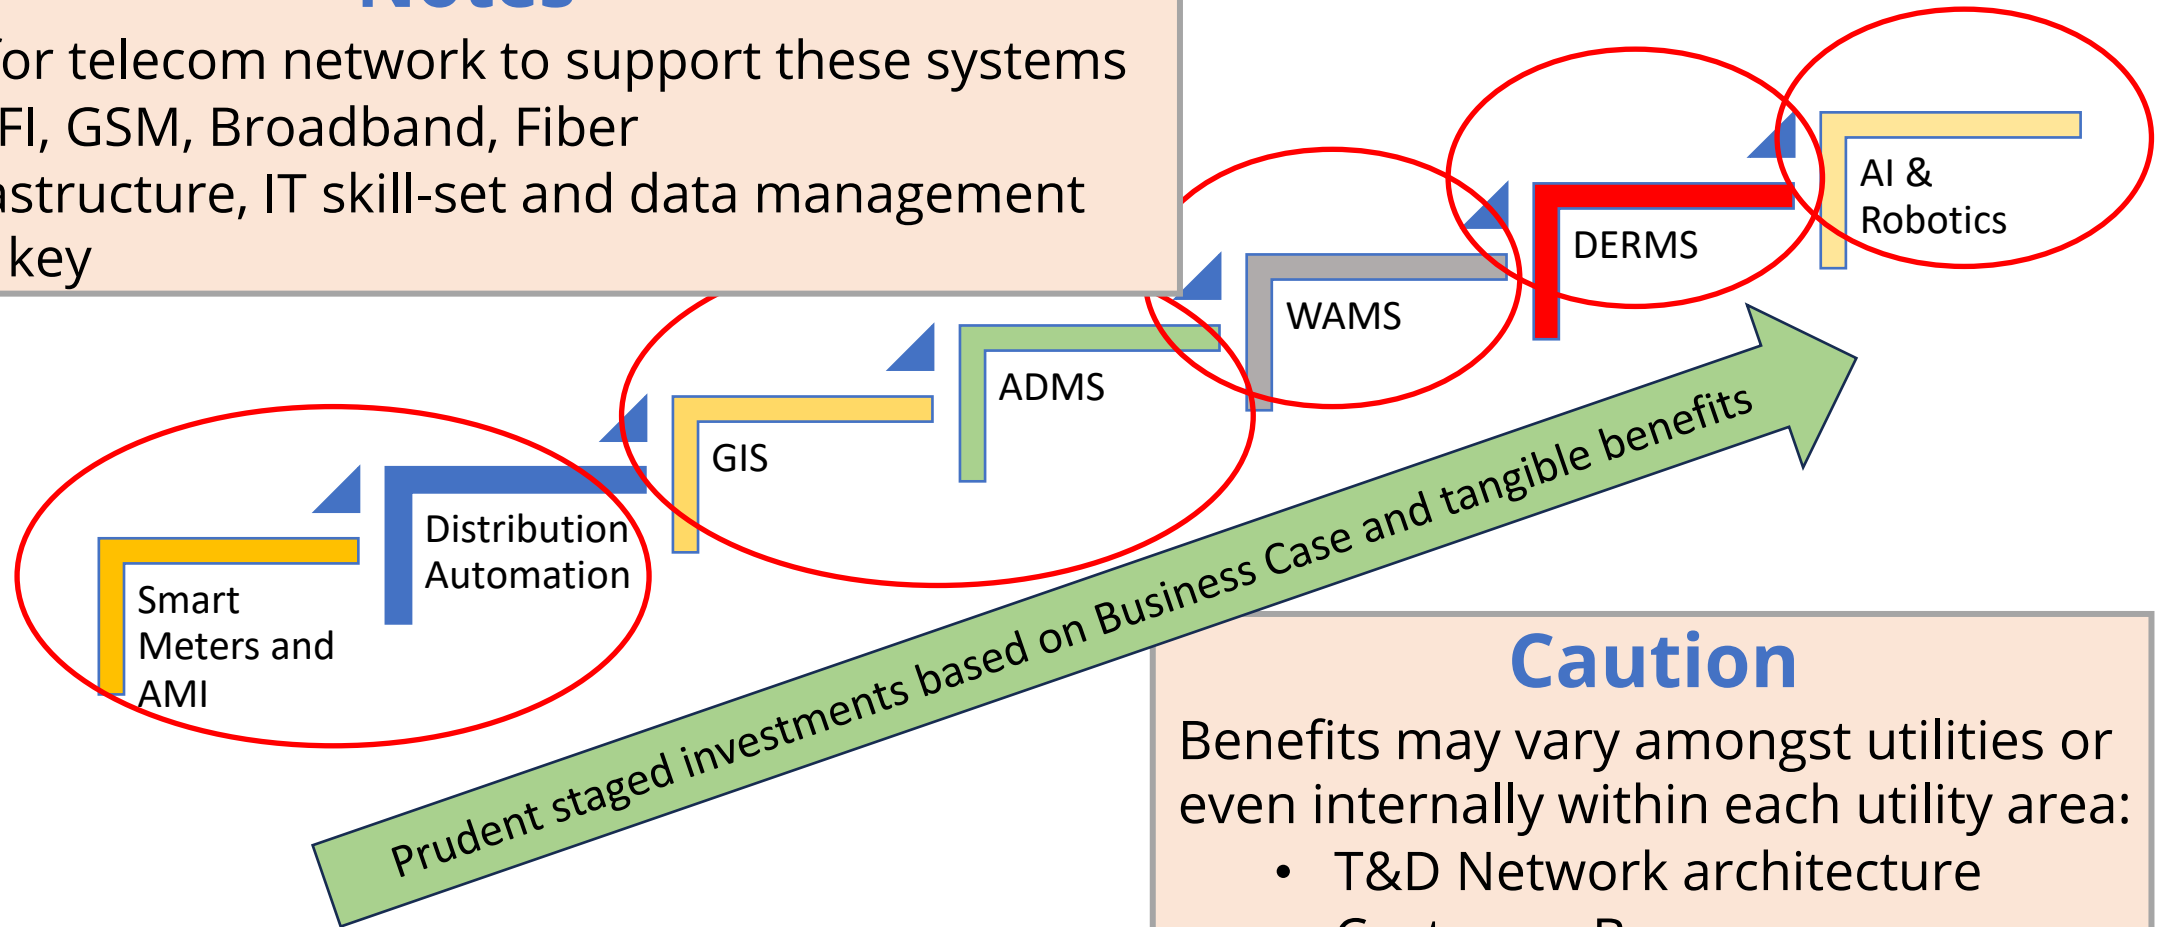 Notes
for telecom network to support these systems
FI, GSM, Broadband, Fiber
astructure, IT skill-set and data management
key
AI &
Robotics
DERMS
WAMS
ADMS
GIS
Distribution
Automation
Smart
Meters and
AMI
Prudent staged investments based on Business Case and tangible benefits
Caution
Benefits may vary amongst utilities or
even internally within each utility area:
• T&D Network architecture